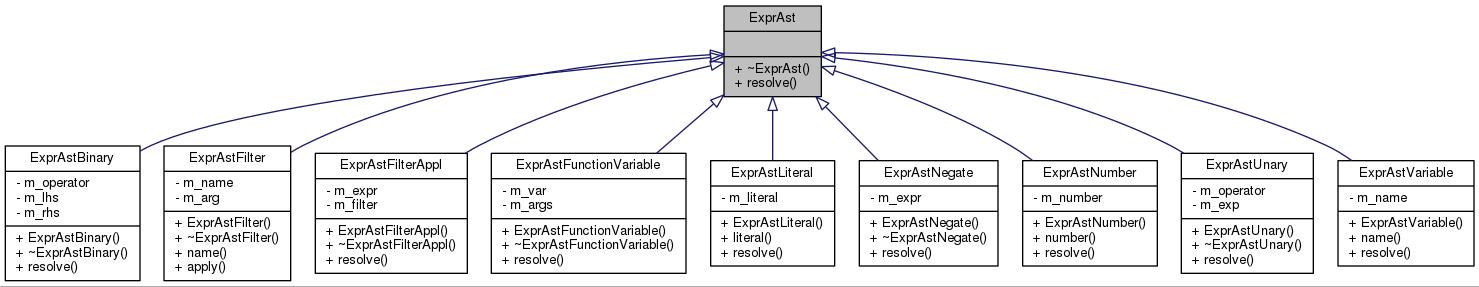 ExprAst
+ ~ExprAst()
+ resolve()
ExprAstBinary
- m_operator
- m_lhs
- m_rhs
+ ExprAstBinary()
+ ~ExprAstBinary()
+ resolve()
ExprAstFilter
- m_name
- m_arg
+ ExprAstFilter()
+ ~ExprAstFilter()
+ name()
+ apply()
ExprAstFilterAppl
- m_expr
- m_filter
+ ExprAstFilterAppl()
+ ~ExprAstFilterAppl()
+ resolve()
ExprAstFunctionVariable
- m_var
- m_args
+ ExprAstFunctionVariable()
+ ~ExprAstFunctionVariable()
+ resolve()
ExprAstLiteral
- m_literal
+ ExprAstLiteral()
+ literal()
+ resolve()
ExprAstNegate
- m_expr
+ ExprAstNegate()
+ ~ExprAstNegate()
+ resolve()
ExprAstNumber
- m_number
+ ExprAstNumber()
+ number()
+ resolve()
ExprAstUnary
- m_operator
- m_exp
+ ExprAstUnary()
+ ~ExprAstUnary()
+ resolve()
ExprAstVariable
- m_name
+ ExprAstVariable()
+ name()
+ resolve()